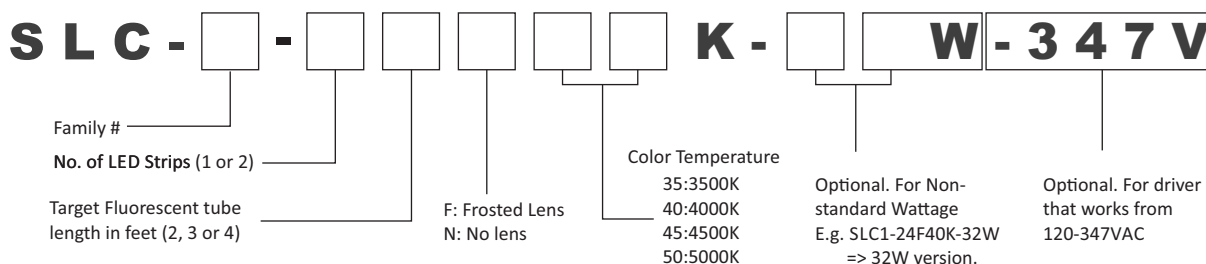 SLC- - K- W-347V
Family #
No. of LED Strips (1 or 2)
Target Fluorescent tube
length in feet (2, 3 or 4)
F: Frosted Lens
N: No lens
Color Temperature
35:3500K
40:4000K
45:4500K
50:5000K
Optional. For Non-
standard Wattage
E.g. SLC1-24F40K-32W
=> 32W version.
Optional. For driver
that works from
120-347VAC